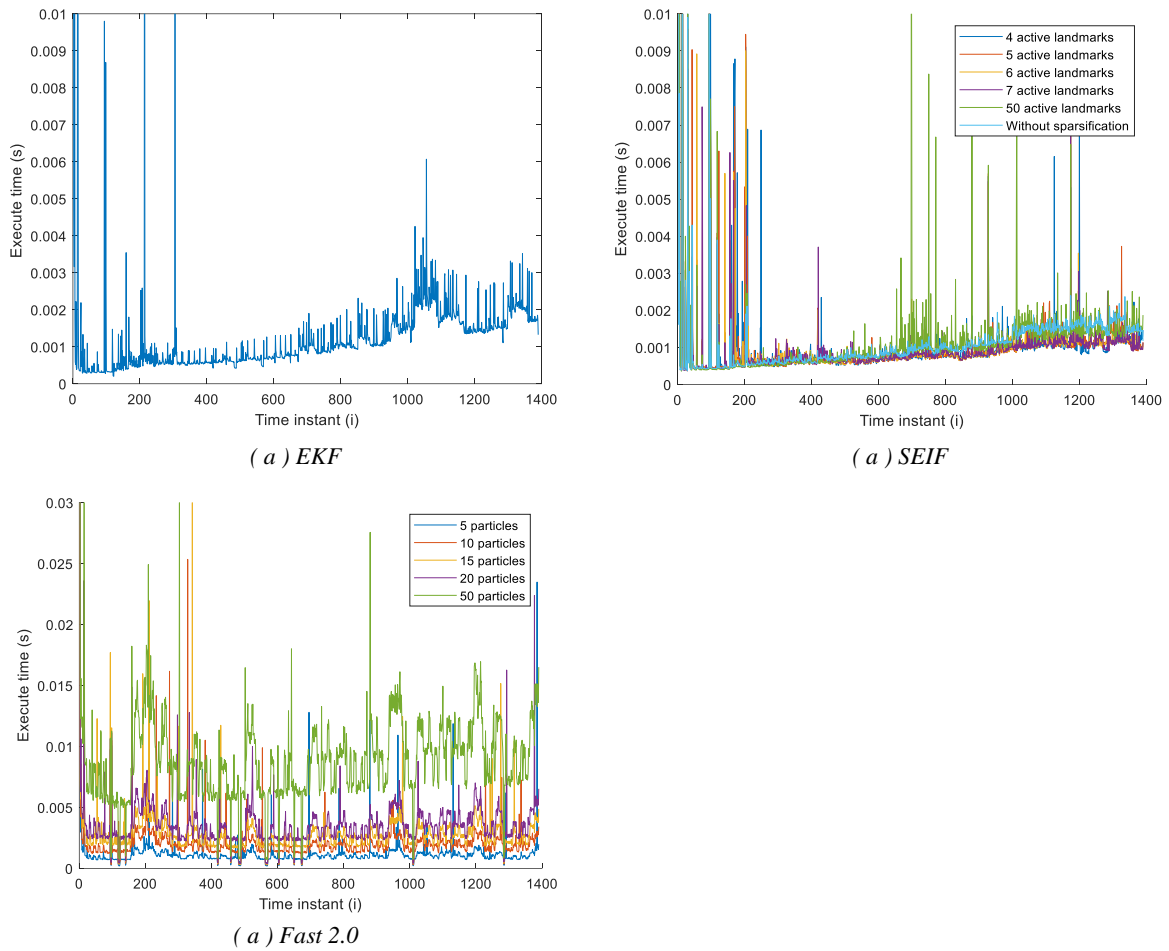 0.01
0.009
0.008
0.007
0.006
0.005
0.004
0.003
0.002
0.001
0
Execute time (s)
0 200 400 600 800 1000 1200 1400
Time instant (i)
( a ) EKF
0.01
0.009
0.008
0.007
0.006
0.005
0.004
0.003
0.002
0.001
0
Execute time (s)
4 active landmarks
5 active landmarks
6 active landmarks
7 active landmarks
50 active landmarks
Without sparsification
0 200 400 600 800 1000 1200 1400
Time instant (i)
( a ) SEIF
0.03
0.025
0.02
0.015
0.01
0.005
0
Execute time (s)
5 particles
10 particles
15 particles
20 particles
50 particles
0 200 400 600 800 1000 1200 1400
Time instant (i)
( a ) Fast 2.0